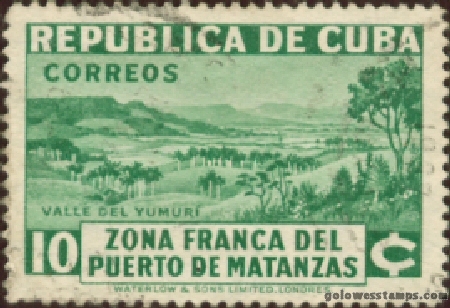 REPUBLICA DE CUBA
CORREOS
VALLE DEL YUMURI
10 ZONA FRANCA DEL ¢
PUERTO DE MATANZAS
WATERLOW & SONS LIMITED, LONDRES
golowesstamps.com